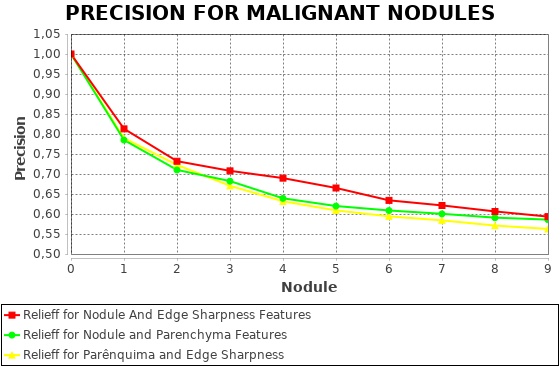 PRECISION FOR MALIGNANT NODULES
1,05
1,00
0,95
0,90
0,85
0,80
0,75
0,70
0,65
0,60
0,55
0,50
Precision
0 1 2 3 4 5 6 7 8 9
Nodule
Relieff for Nodule And Edge Sharpness Features
Relieff for Nodule and Parenchyma Features
Relieff for Parênquima and Edge Sharpness